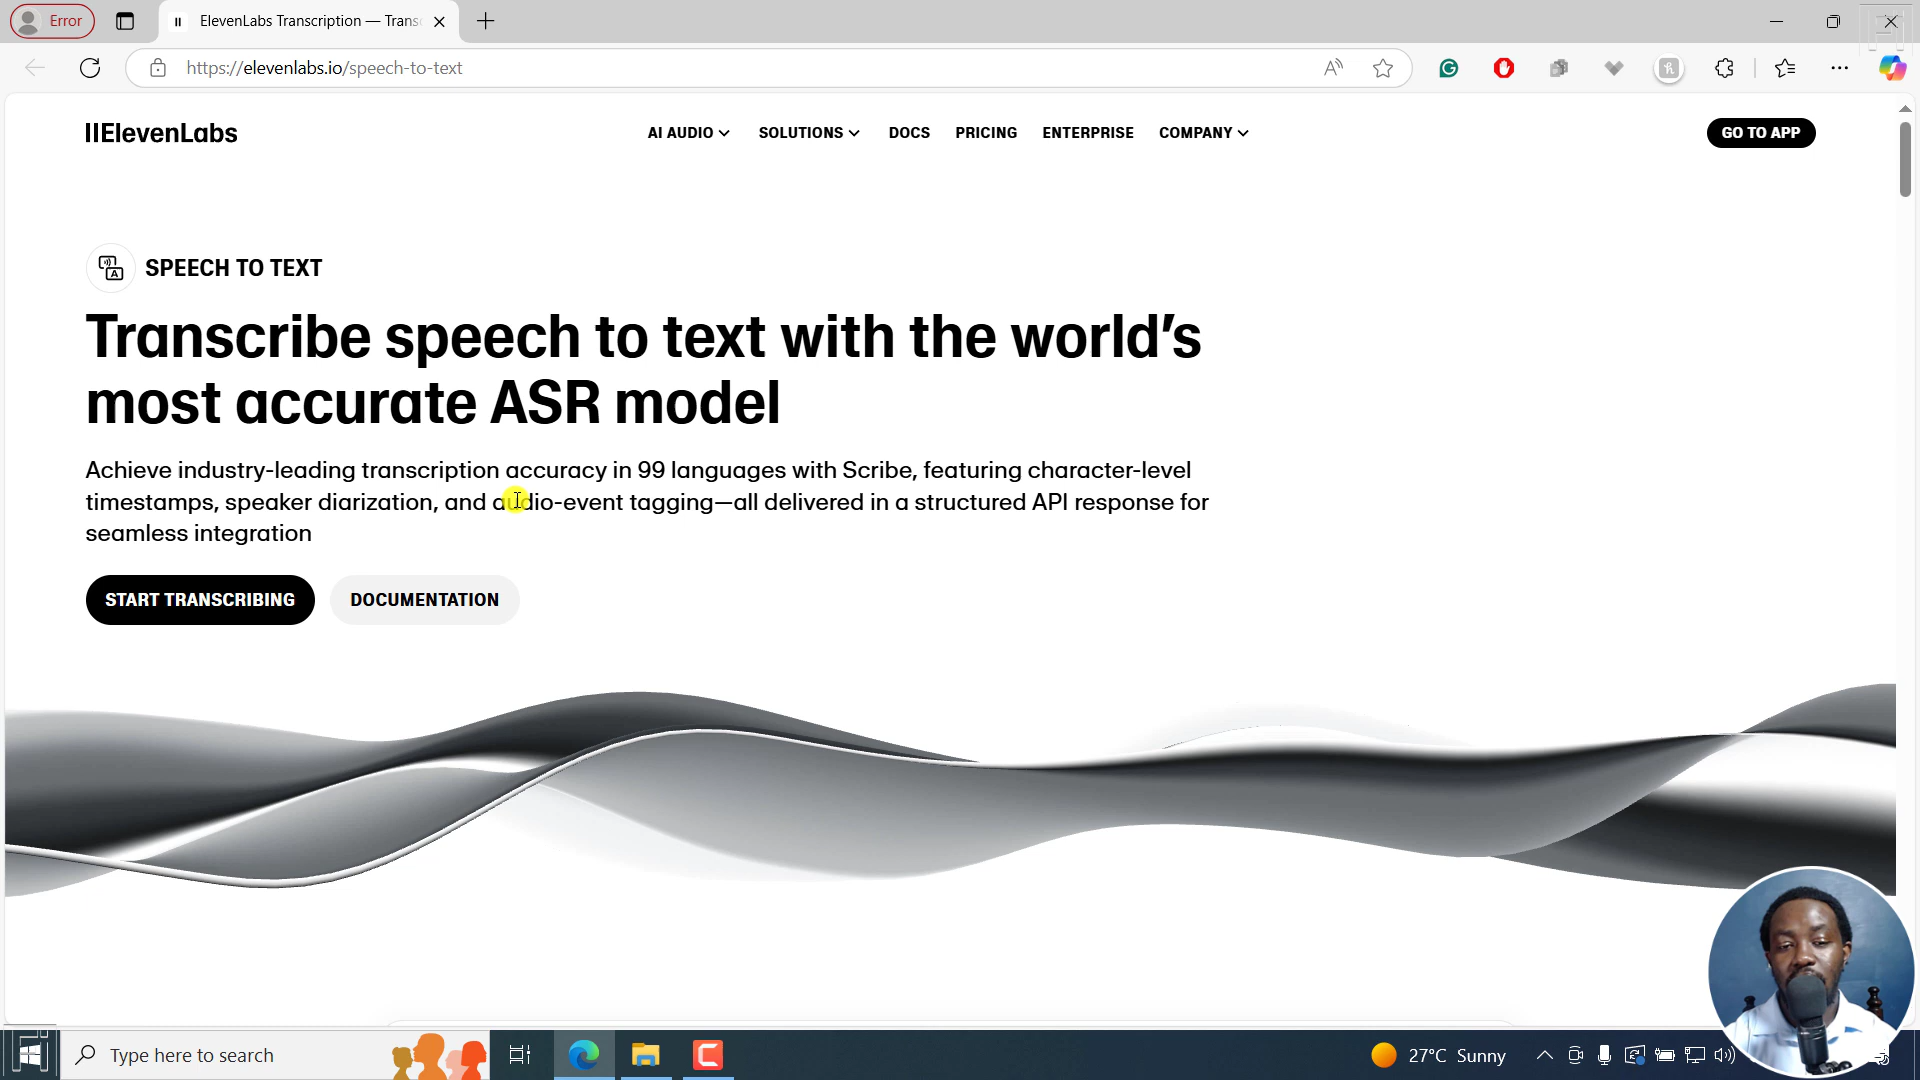 Error
ElevenLabs Transcription — Trans
https://elevenlabs.io/speech-to-text
IIElevenLabs
AI AUDIO
SOLUTIONS
DOCS
PRICING
ENTERPRISE
COMPANY
GO TO APP
SPEECH TO TEXT
Transcribe speech to text with the world's
most accurate ASR model
Achieve industry-leading transcription accuracy in 99 languages with Scribe, featuring character-level
timestamps, speaker diarization, and audio-event tagging—all delivered in a structured API response for
seamless integration
START TRANSCRIBING
DOCUMENTATION
Type here to search
27°C Sunny